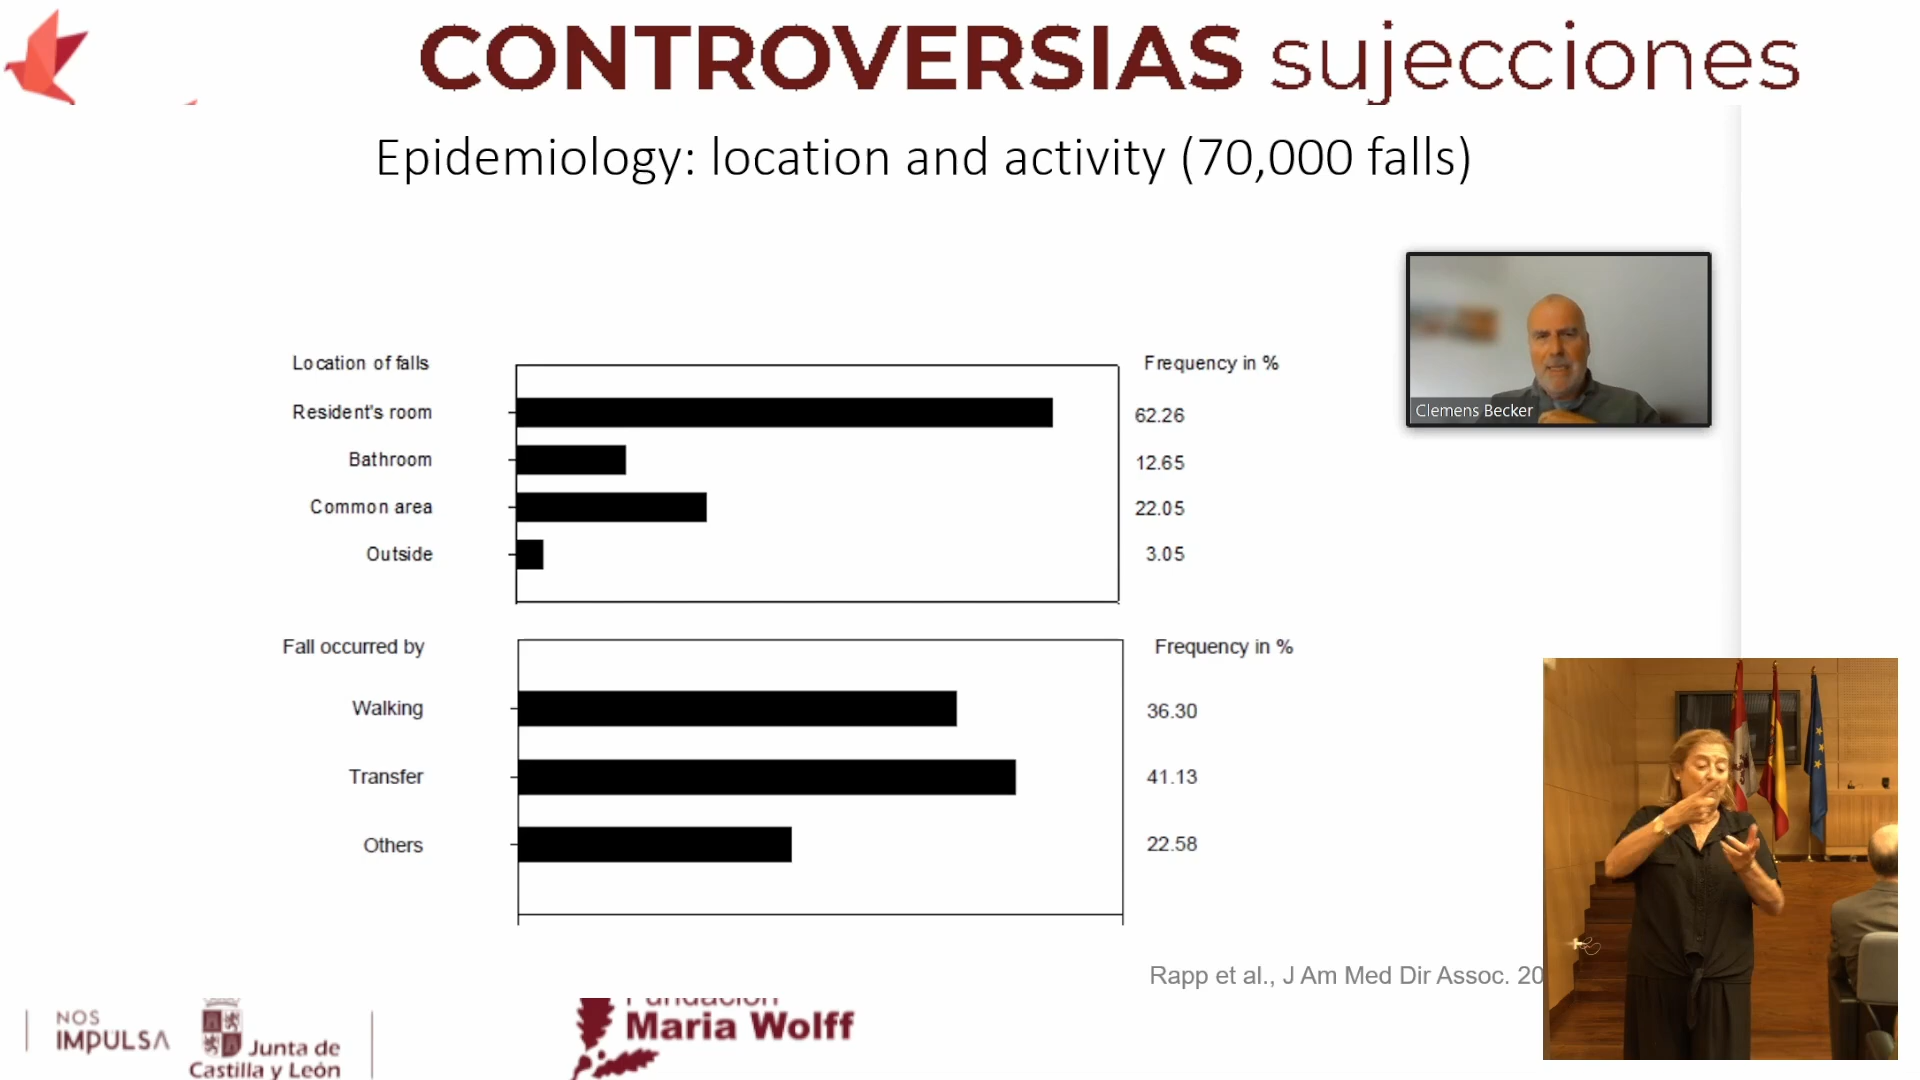 CONTROVERSIAS sujecciones
Epidemiology: location and activity (70,000 falls)
Location of falls
Frequency in %
Resident's room
62.26
Bathroom
12.65
Common area
22.05
Outside
3.05
Clemens Becker
Fall occurred by
Frequency in %
Walking
36.30
Transfer
41.13
Others
22.58
Rapp et al., J Am Med Dir Assoc. 20
NOS
IMPULSA
Junta de
Castilla y León
Fundación
Maria Wolff